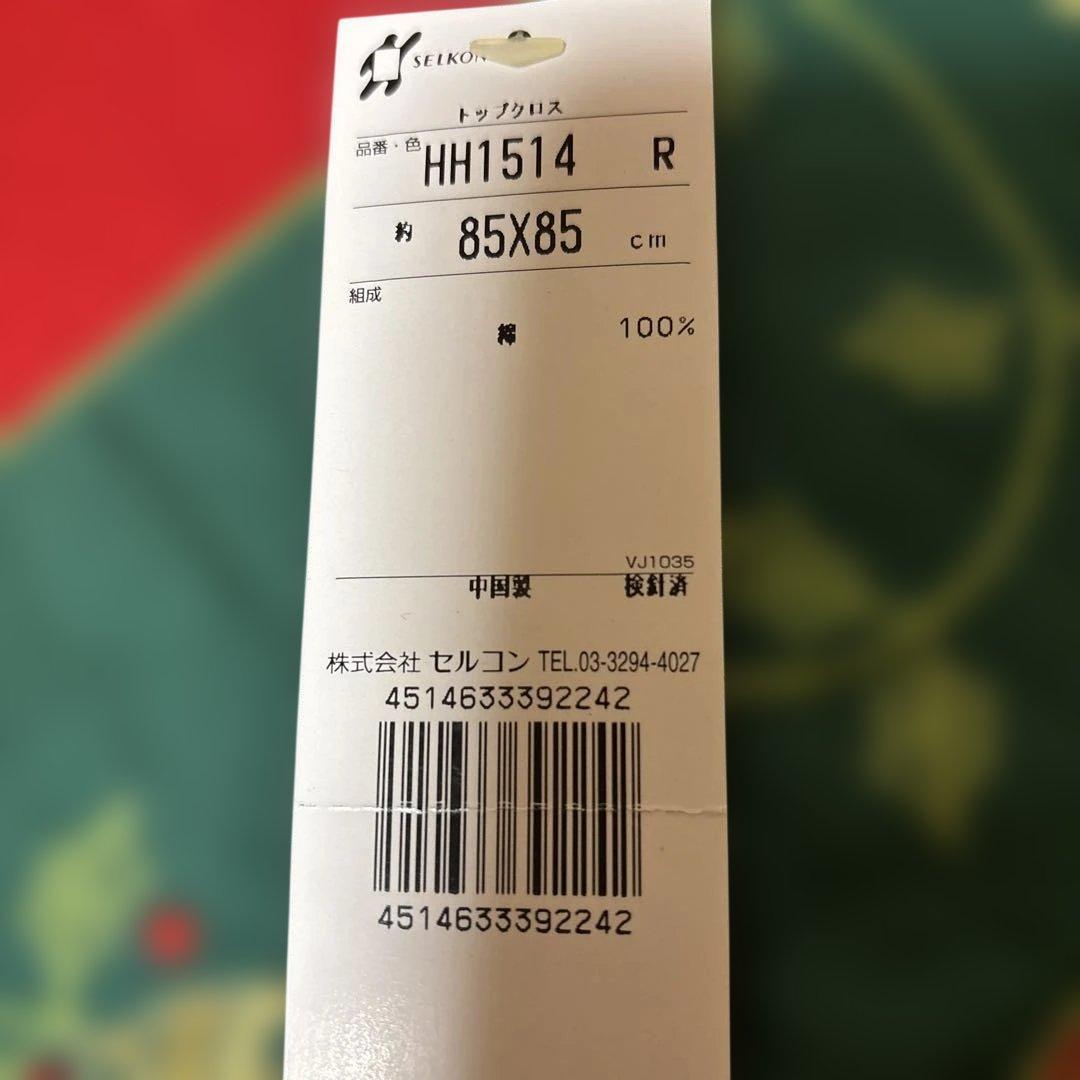 SELKON
トップクロス
品番・色 HH1514 R
約 85X85 cm
組成
綿 100%
VJ1035
中国製 検針済
株式会社 セルコン TEL.03-3294-4027
4514633392242
4514633392242